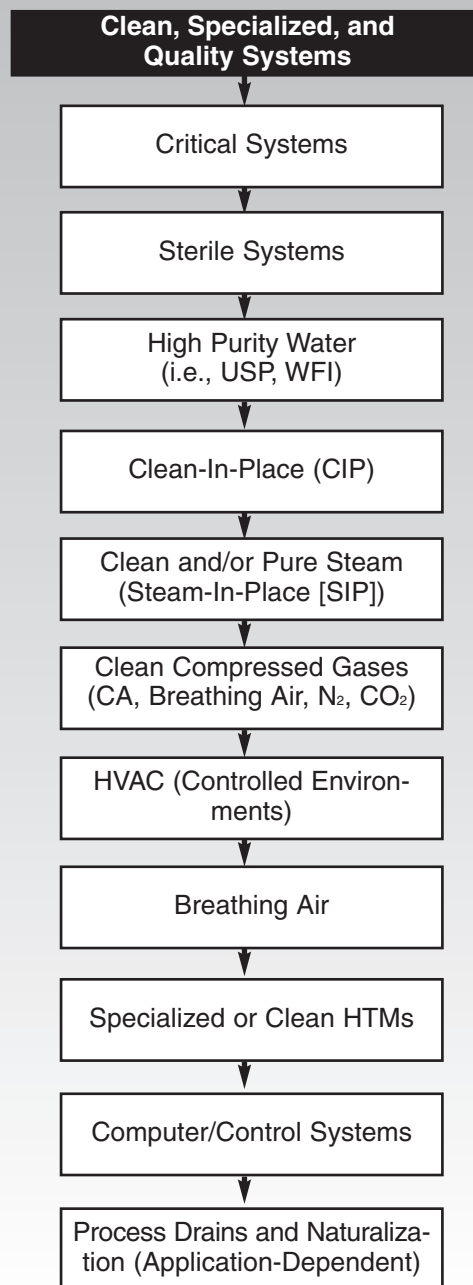 Clean, Specialized, and
Quality Systems
Critical Systems
Sterile Systems
High Purity Water
(i.e., USP, WFI)
Clean-In-Place (CIP)
Clean and/or Pure Steam
(Steam-In-Place [SIP])
Clean Compressed Gases
(CA, Breathing Air, N₂, CO₂)
HVAC (Controlled Environ-
ments)
Breathing Air
Specialized or Clean HTMs
Computer/Control Systems
Process Drains and Naturaliza-
tion (Application-Dependent)